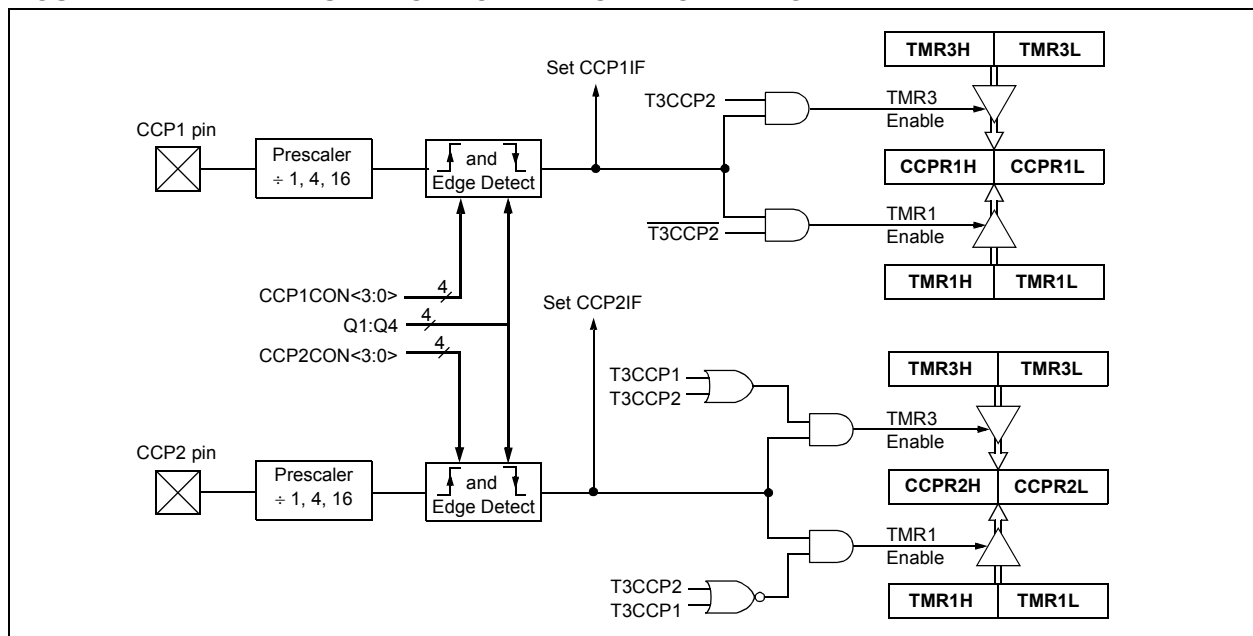 TMR3H TMR3L
Set CCP1IF
T3CCP2
TMR3
Enable
CCP1 pin
Prescaler
÷ 1, 4, 16
and
Edge Detect
CCPR1H CCPR1L
T3CCP2
TMR1
Enable
TMR1H TMR1L
CCP1CON<3:0> 4
Q1:Q4 4
CCP2CON<3:0> 4
Set CCP2IF
TMR3H TMR3L
T3CCP1
T3CCP2
TMR3
Enable
CCP2 pin
Prescaler
÷ 1, 4, 16
and
Edge Detect
CCPR2H CCPR2L
TMR1
Enable
T3CCP2
T3CCP1
TMR1H TMR1L